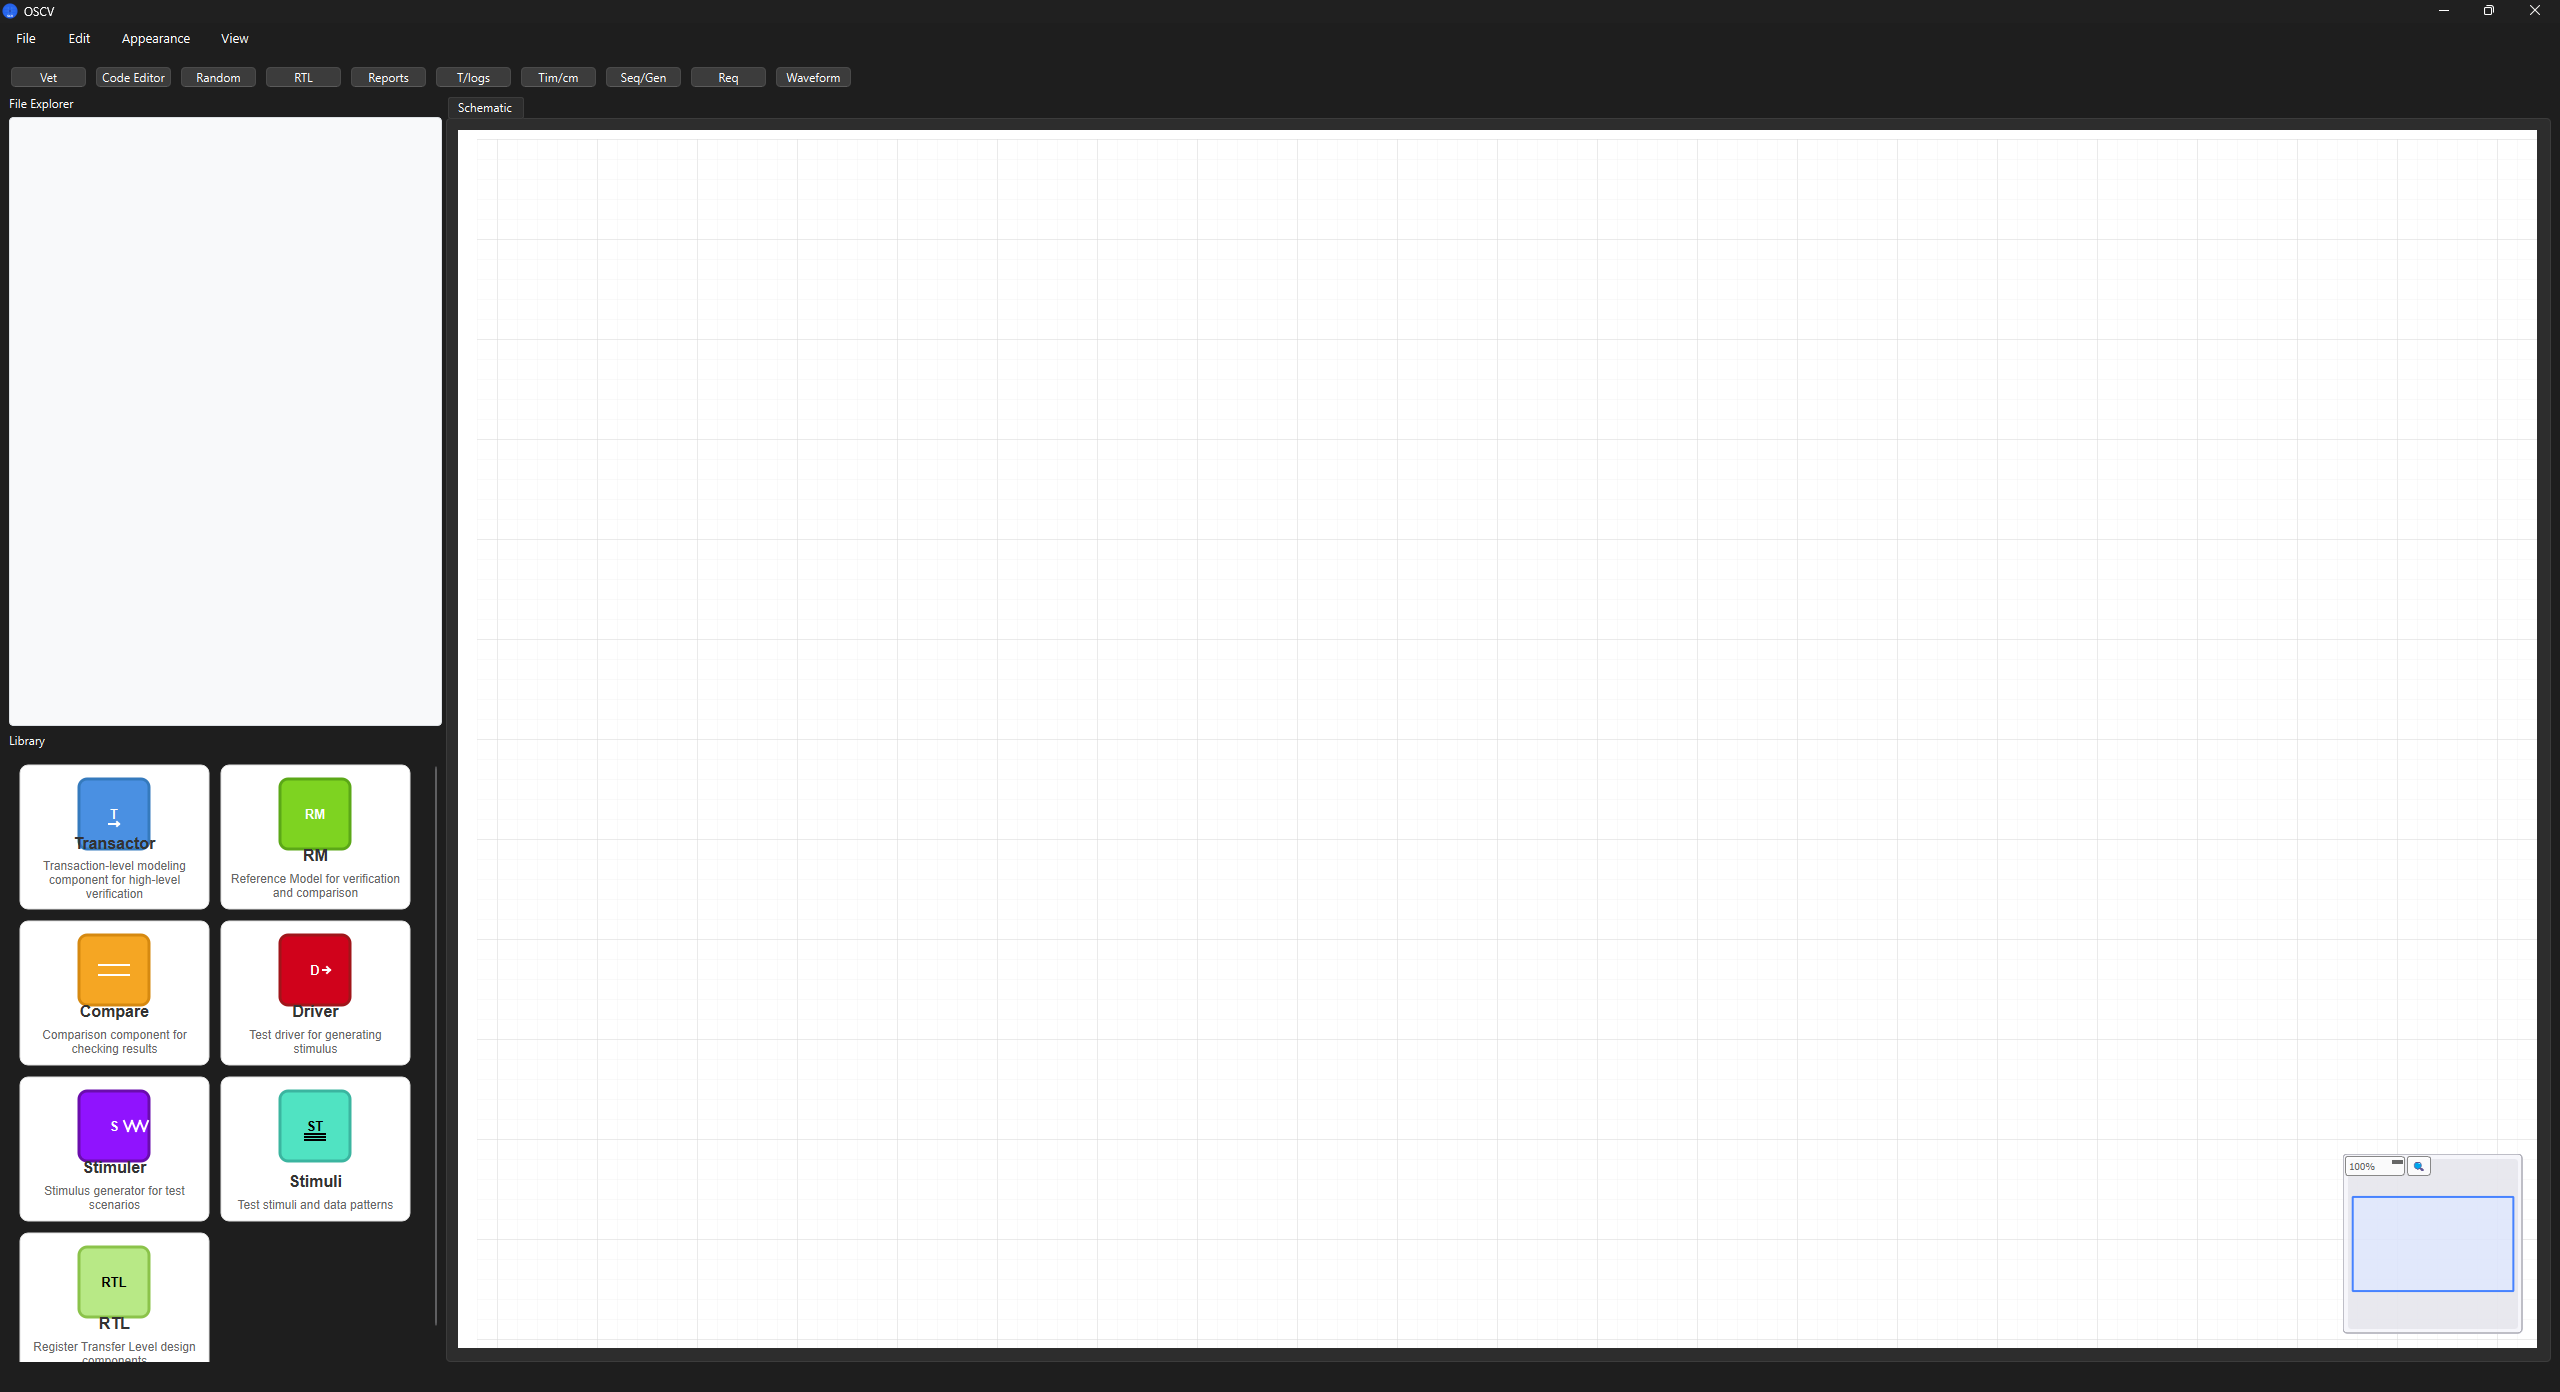 OSCV
File Edit Appearance View
Vet Code Editor Random RTL Reports T/logs Tim/cm Seq/Gen Req Waveform
File Explorer
Schematic
Library
T
Transactor
Transaction-level modeling
component for high-level
verification
RM
RM
Reference Model for verification
and comparison
Compare
Comparison component for
checking results
D
Driver
Test driver for generating
stimulus
S
Stimuler
Stimulus generator for test
scenarios
ST
Stimuli
Test stimuli and data patterns
RTL
RTL
Register Transfer Level design
components
100%